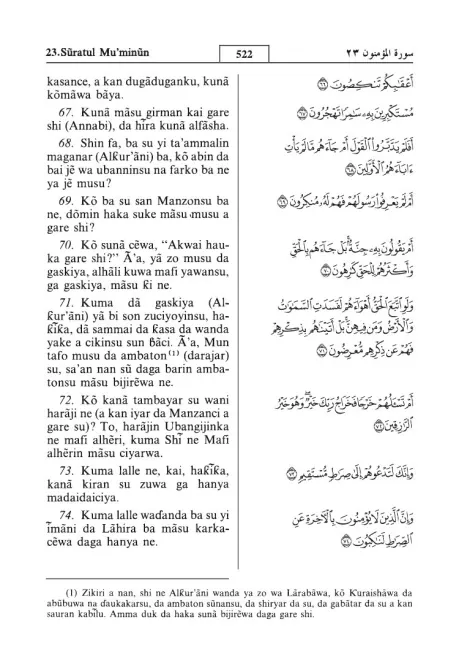 23.Sūratul Mu'minūn
522
سورة المؤمنون ٢٣
kasance, a kan dugāduganku, kunā
kōmāwa bāya.
67. Kunā māsu girman kai gare
shi (Annabi), da hīra kunā alfāsha.
68. Shin fa, ba su yi ta'ammalin
maganar (Alƙur'āni) ba, kō abin da
bai jē wa ubanninsu na farko ba ne
ya jē musu?
69. Kō ba su san Manzonsu ba
ne, dōmin haka suke māsu musu a
gare shi?
70. Kō sunā cēwa, "Akwai hau-
ka gare shi?" Ā'a, yā zo musu da
gaskiya, alhāli kuwa mafi yawansu,
ga gaskiya, māsu ƙi ne.
71. Kuma dā gaskiya (Al-
ƙur'āni) yā bi son zuciyoyinsu, ha-
ƙīƙa, dā sammai da ƙasa da wanda
yake a cikinsu sun ɓāci. Ā'a, Mun
tafo musu da ambaton(1) (darajar)
su, sa'an nan sū daga barin amba-
tonsu māsu bijirēwa ne.
72. Kō kanā tambayar su wani
harāji ne (a kan iyar da Manzanci a
gare su)? To, harājin Ubangijinka
ne mafi alhēri, kuma Shī ne Mafi
alhērin māsu ciyarwa.
73. Kuma lalle ne, kai, haƙīƙa,
kanā kiran su zuwa ga hanya
madaidaiciya.
74. Kuma lalle waɗanda ba su yi
īmāni da Lāhira ba māsu karka-
cēwa daga hanya ne.
أَعْقَٰبِكُمْ تَنكِصُونَ ٦٦
مُسْتَكْبِرِينَ بِهِۦ سَٰمِرًا تَهْجُرُونَ ٦٧
أَفَلَمْ يَدَّبَّرُوا۟ ٱلْقَوْلَ أَمْ جَآءَهُم مَّا لَمْ يَأْتِ
ءَابَآءَهُمُ ٱلْأَوَّلِينَ ٦٨
أَمْ لَمْ يَعْرِفُوا۟ رَسُولَهُمْ فَهُمْ لَهُۥ مُنكِرُونَ ٦٩
أَمْ يَقُولُونَ بِهِۦ جِنَّةٌۢ بَلْ جَآءَهُم بِٱلْحَقِّ
وَأَكْثَرُهُمْ لِلْحَقِّ كَٰرِهُونَ ٧٠
وَلَوِ ٱتَّبَعَ ٱلْحَقُّ أَهْوَآءَهُمْ لَفَسَدَتِ ٱلسَّمَٰوَٰتُ
وَٱلْأَرْضُ وَمَن فِيهِنَّ بَلْ أَتَيْنَٰهُم بِذِكْرِهِمْ
فَهُمْ عَن ذِكْرِهِم مُّعْرِضُونَ ٧١
أَمْ تَسْـَٔلُهُمْ خَرْجًا فَخَرَاجُ رَبِّكَ خَيْرٌ وَهُوَ خَيْرُ
ٱلرَّٰزِقِينَ ٧٢
وَإِنَّكَ لَتَدْعُوهُمْ إِلَىٰ صِرَٰطٍ مُّسْتَقِيمٍ ٧٣
وَإِنَّ ٱلَّذِينَ لَا يُؤْمِنُونَ بِٱلْءَاخِرَةِ عَنِ
ٱلصِّرَٰطِ لَنَٰكِبُونَ ٧٤
(1) Zikiri a nan, shi ne Alƙur'āni wanda ya zo wa Lārabāwa, kō Ƙuraishāwa da
abūbuwa na ɗaukakarsu, da ambaton sūnansu, da shiryar da su, da gabātar da su a kan
sauran kabīlu. Amma duk da haka sunā bijirēwa daga gare shi.